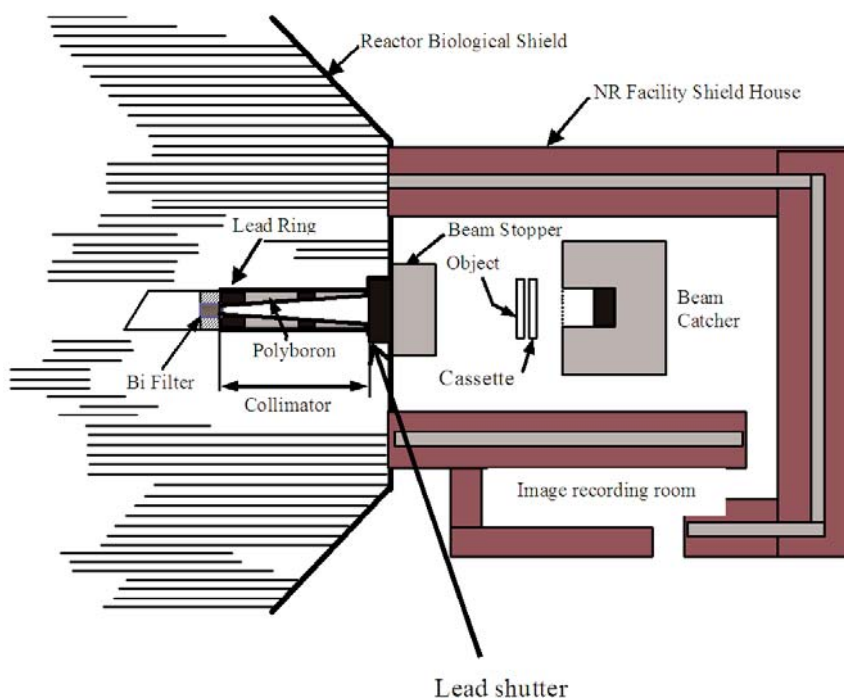 Reactor Biological Shield
NR Facility Shield House
Lead Ring
Beam Stopper
Object
Beam
Catcher
Polyboron
Bi Filter
Cassette
Collimator
Image recording room
Lead shutter